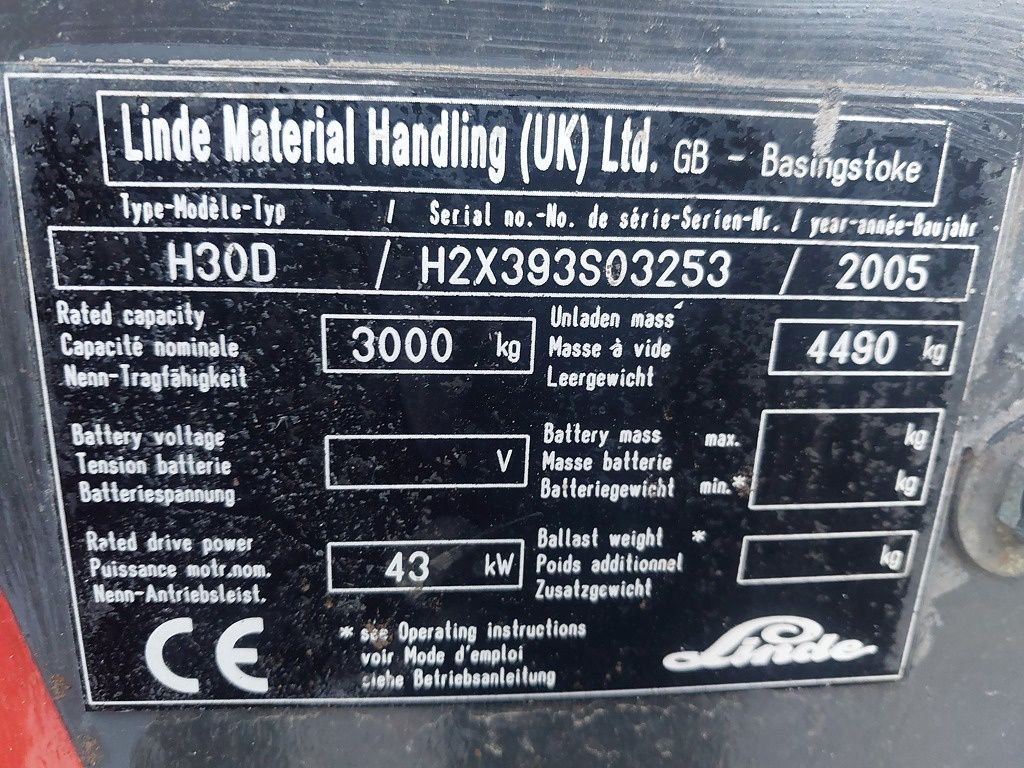 Linde Material Handling (UK) Ltd. GB - Basingstoke
Type-Modèle-Typ / Serial no.-No. de série-Serien-Nr. / year-année-Baujahr
H30D / H2X393S03253 / 2005
Rated capacity
Capacité nominale 3000 kg
Nenn-Tragfähigkeit
Unladen mass
Masse à vide 4490 kg
Leergewicht
Battery voltage
Tension batterie V
Batteriespannung
Battery mass max. kg
Masse batterie
Batteriegewicht min.* kg
Rated drive power
Puissance motr.nom. 43 kW
Nenn-Antriebsleist.
Ballast weight *
Poids additionnel kg
Zusatzgewicht
CE
* see Operating instructions
voir Mode d'emploi
siehe Betriebsanleitung
Linde